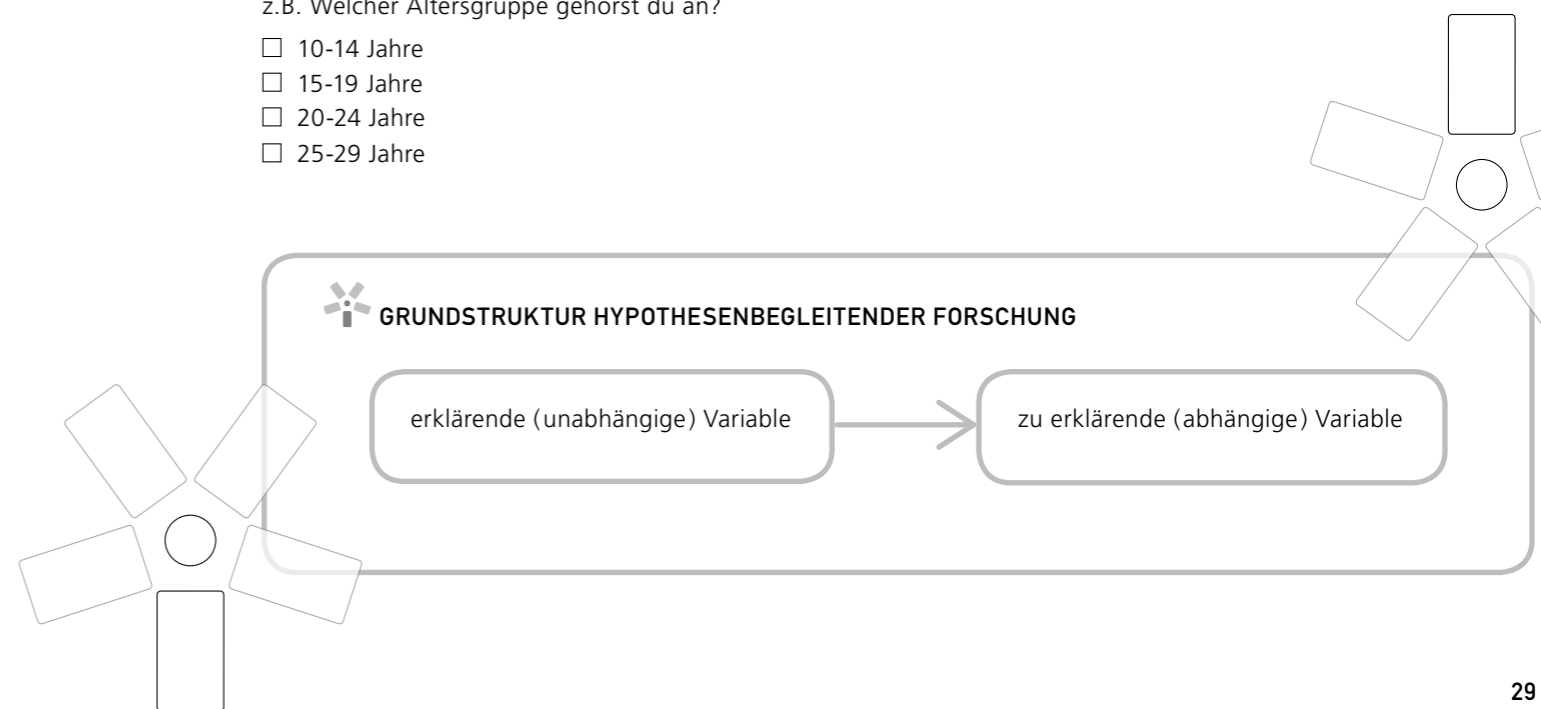 z.B. Welcher Altersgruppe gehörst du an?
☐ 10-14 Jahre
☐ 15-19 Jahre
☐ 20-24 Jahre
☐ 25-29 Jahre
GRUNDSTRUKTUR HYPOTHESENBEGLEITENDER FORSCHUNG
erklärende (unabhängige) Variable
zu erklärende (abhängige) Variable
29